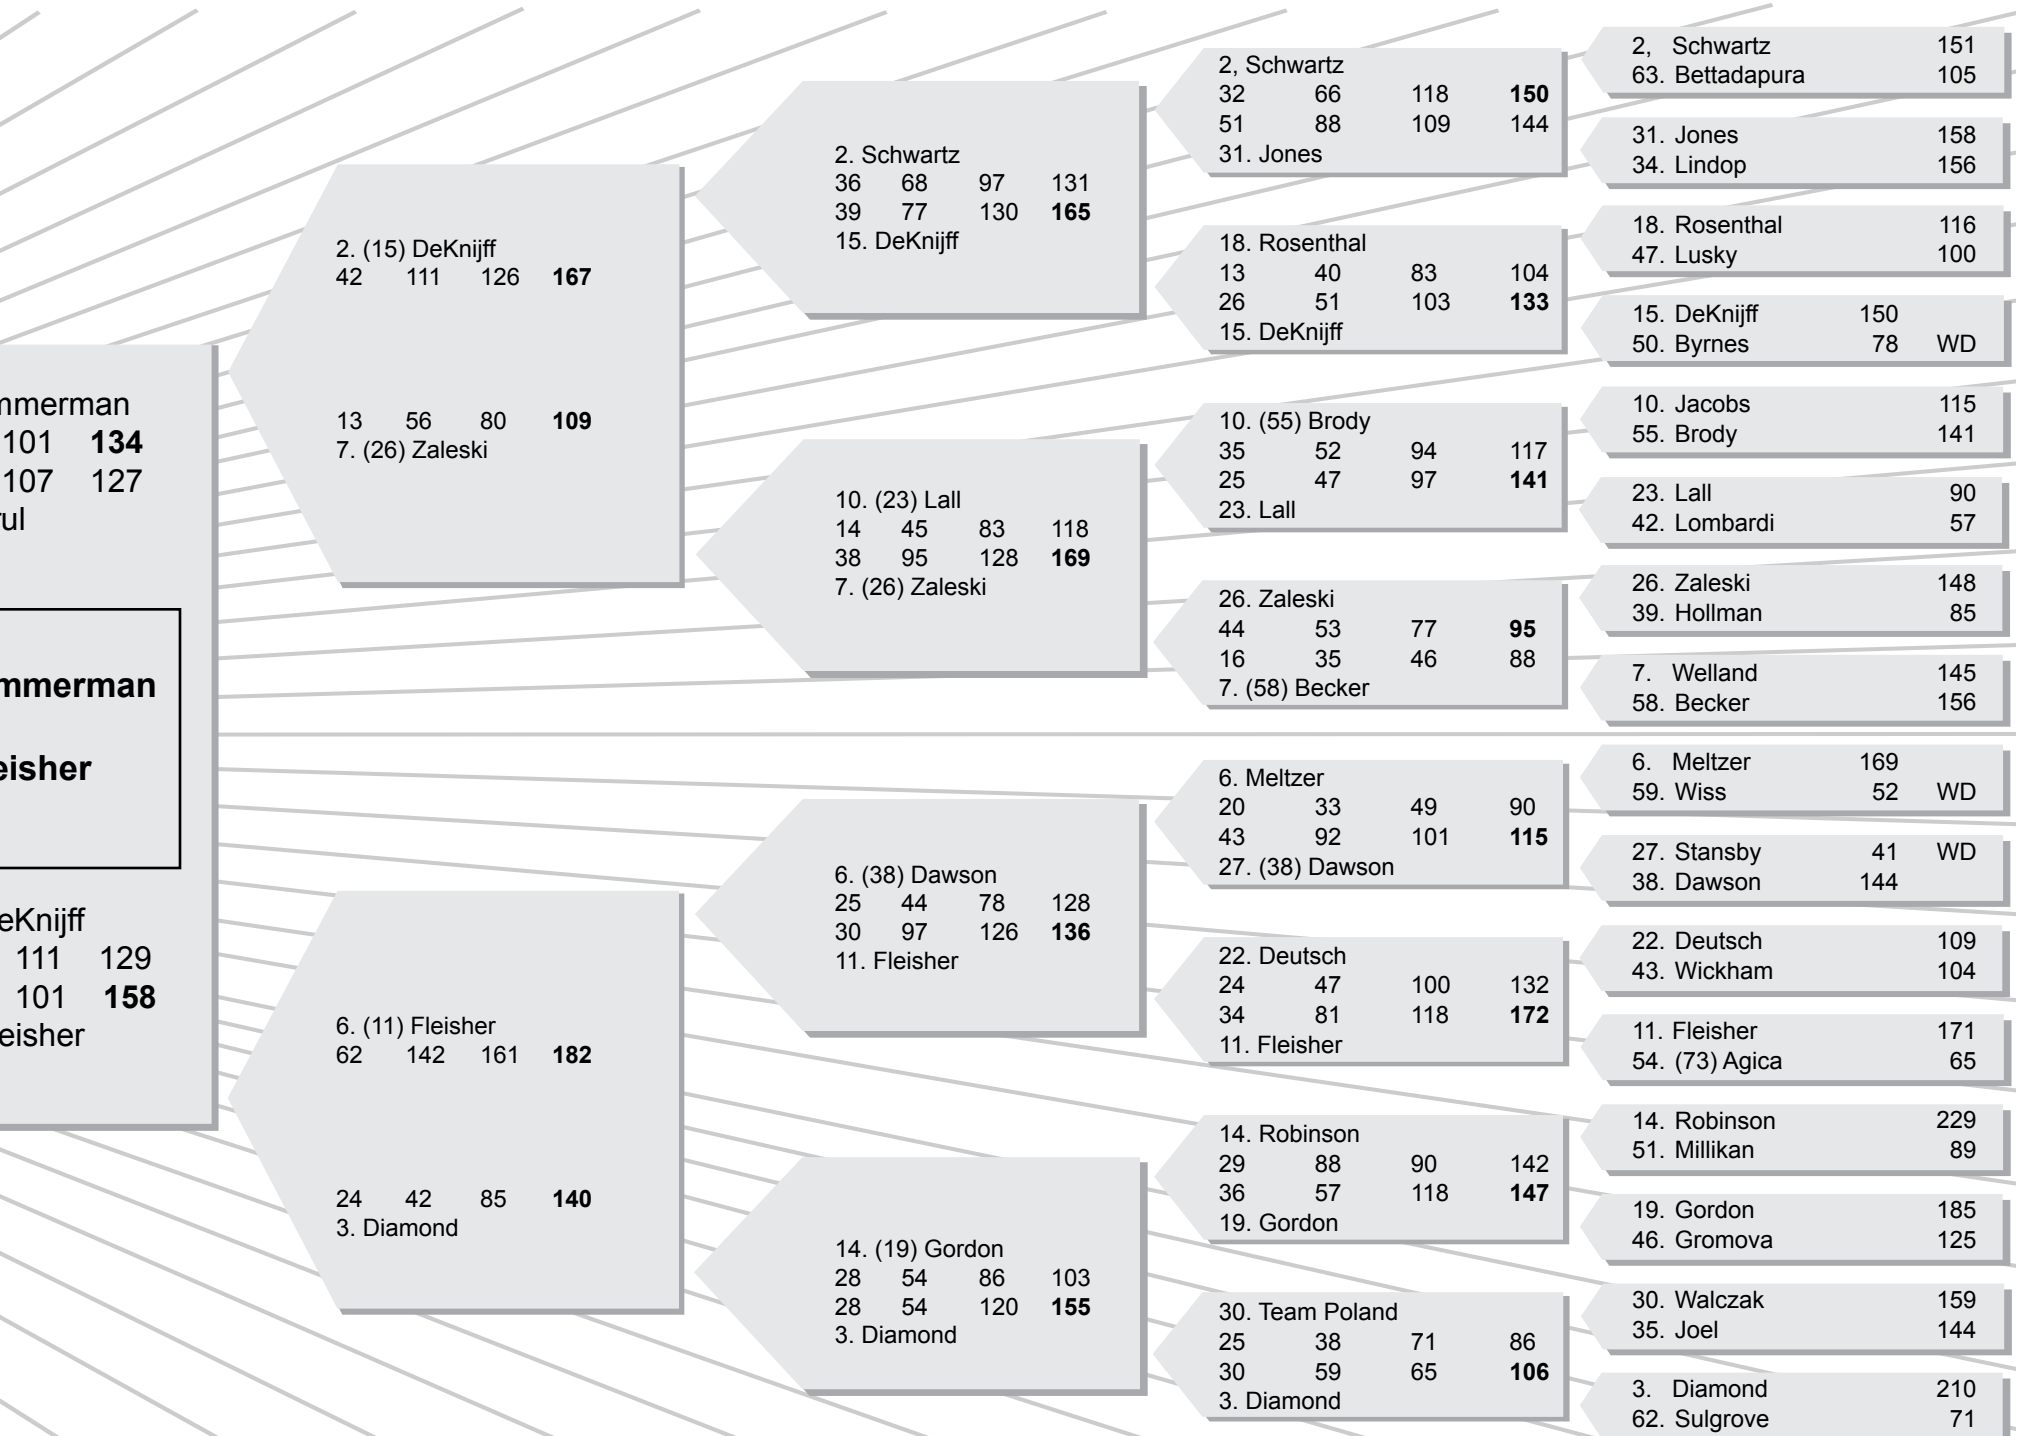 mmerman
101 134
107 127
rul
mmerman
eisher
eKnijff
111 129
101 158
eisher
2. (15) DeKnijff
42 111 126 167
13 56 80 109
7. (26) Zaleski
6. (11) Fleisher
62 142 161 182
24 42 85 140
3. Diamond
2. Schwartz
36 68 97 131
39 77 130 165
15. DeKnijff
10. (23) Lall
14 45 83 118
38 95 128 169
7. (26) Zaleski
6. (38) Dawson
25 44 78 128
30 97 126 136
11. Fleisher
14. (19) Gordon
28 54 86 103
28 54 120 155
3. Diamond
2, Schwartz
32 66 118 150
51 88 109 144
31. Jones
18. Rosenthal
13 40 83 104
26 51 103 133
15. DeKnijff
10. (55) Brody
35 52 94 117
25 47 97 141
23. Lall
26. Zaleski
44 53 77 95
16 35 46 88
7. (58) Becker
6. Meltzer
20 33 49 90
43 92 101 115
27. (38) Dawson
22. Deutsch
24 47 100 132
34 81 118 172
11. Fleisher
14. Robinson
29 88 90 142
36 57 118 147
19. Gordon
30. Team Poland
25 38 71 86
30 59 65 106
3. Diamond
2, Schwartz 151
63. Bettadapura 105
31. Jones 158
34. Lindop 156
18. Rosenthal 116
47. Lusky 100
15. DeKnijff 150
50. Byrnes 78 WD
10. Jacobs 115
55. Brody 141
23. Lall 90
42. Lombardi 57
26. Zaleski 148
39. Hollman 85
7. Welland 145
58. Becker 156
6. Meltzer 169
59. Wiss 52 WD
27. Stansby 41 WD
38. Dawson 144
22. Deutsch 109
43. Wickham 104
11. Fleisher 171
54. (73) Agica 65
14. Robinson 229
51. Millikan 89
19. Gordon 185
46. Gromova 125
30. Walczak 159
35. Joel 144
3. Diamond 210
62. Sulgrove 71